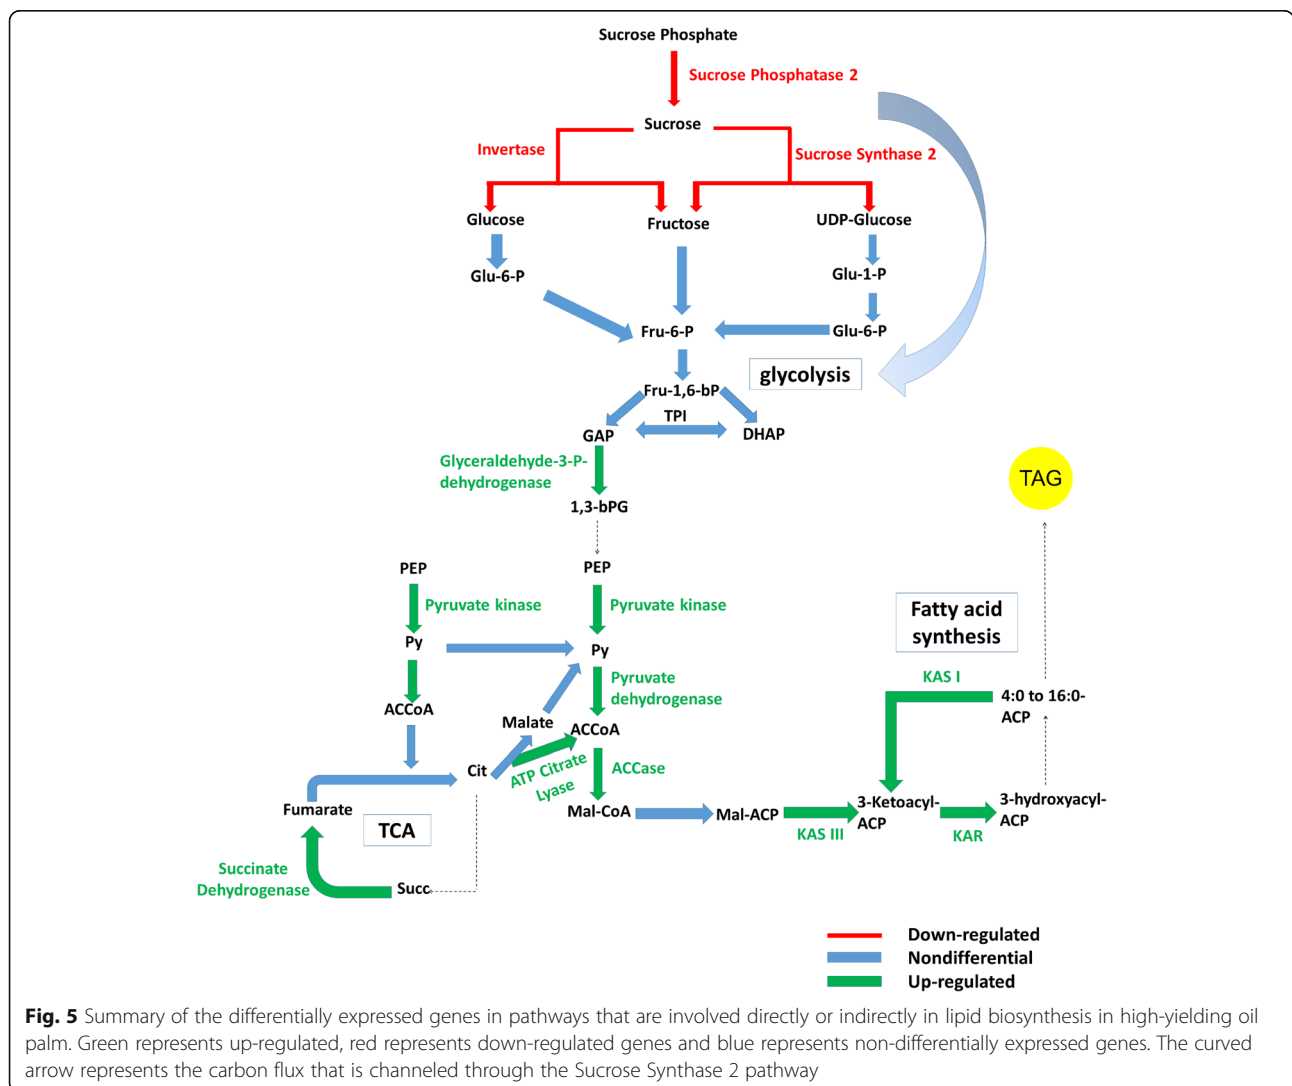 Sucrose Phosphate
Sucrose Phosphatase 2
Sucrose
Invertase
Sucrose Synthase 2
Glucose
Fructose
UDP-Glucose
Glu-6-P
Glu-1-P
Fru-6-P
Glu-6-P
glycolysis
Fru-1,6-bP
TPI
GAP
DHAP
Glyceraldehyde-3-P-
dehydrogenase
1,3-bPG
TAG
PEP
PEP
Pyruvate kinase
Pyruvate kinase
Fatty acid
synthesis
Py
Py
Pyruvate
dehydrogenase
KAS I
4:0 to 16:0-
ACP
ACCoA
Malate
ACCoA
Cit
ATP Citrate
Lyase
ACCase
Fumarate
TCA
Mal-CoA
Mal-ACP
3-Ketoacyl-
ACP
3-hydroxyacyl-
ACP
KAS III
KAR
Succinate
Dehydrogenase
Succ
Down-regulated
Nondifferential
Up-regulated
Fig. 5 Summary of the differentially expressed genes in pathways that are involved directly or indirectly in lipid biosynthesis in high-yielding oil
palm. Green represents up-regulated, red represents down-regulated genes and blue represents non-differentially expressed genes. The curved
arrow represents the carbon flux that is channeled through the Sucrose Synthase 2 pathway